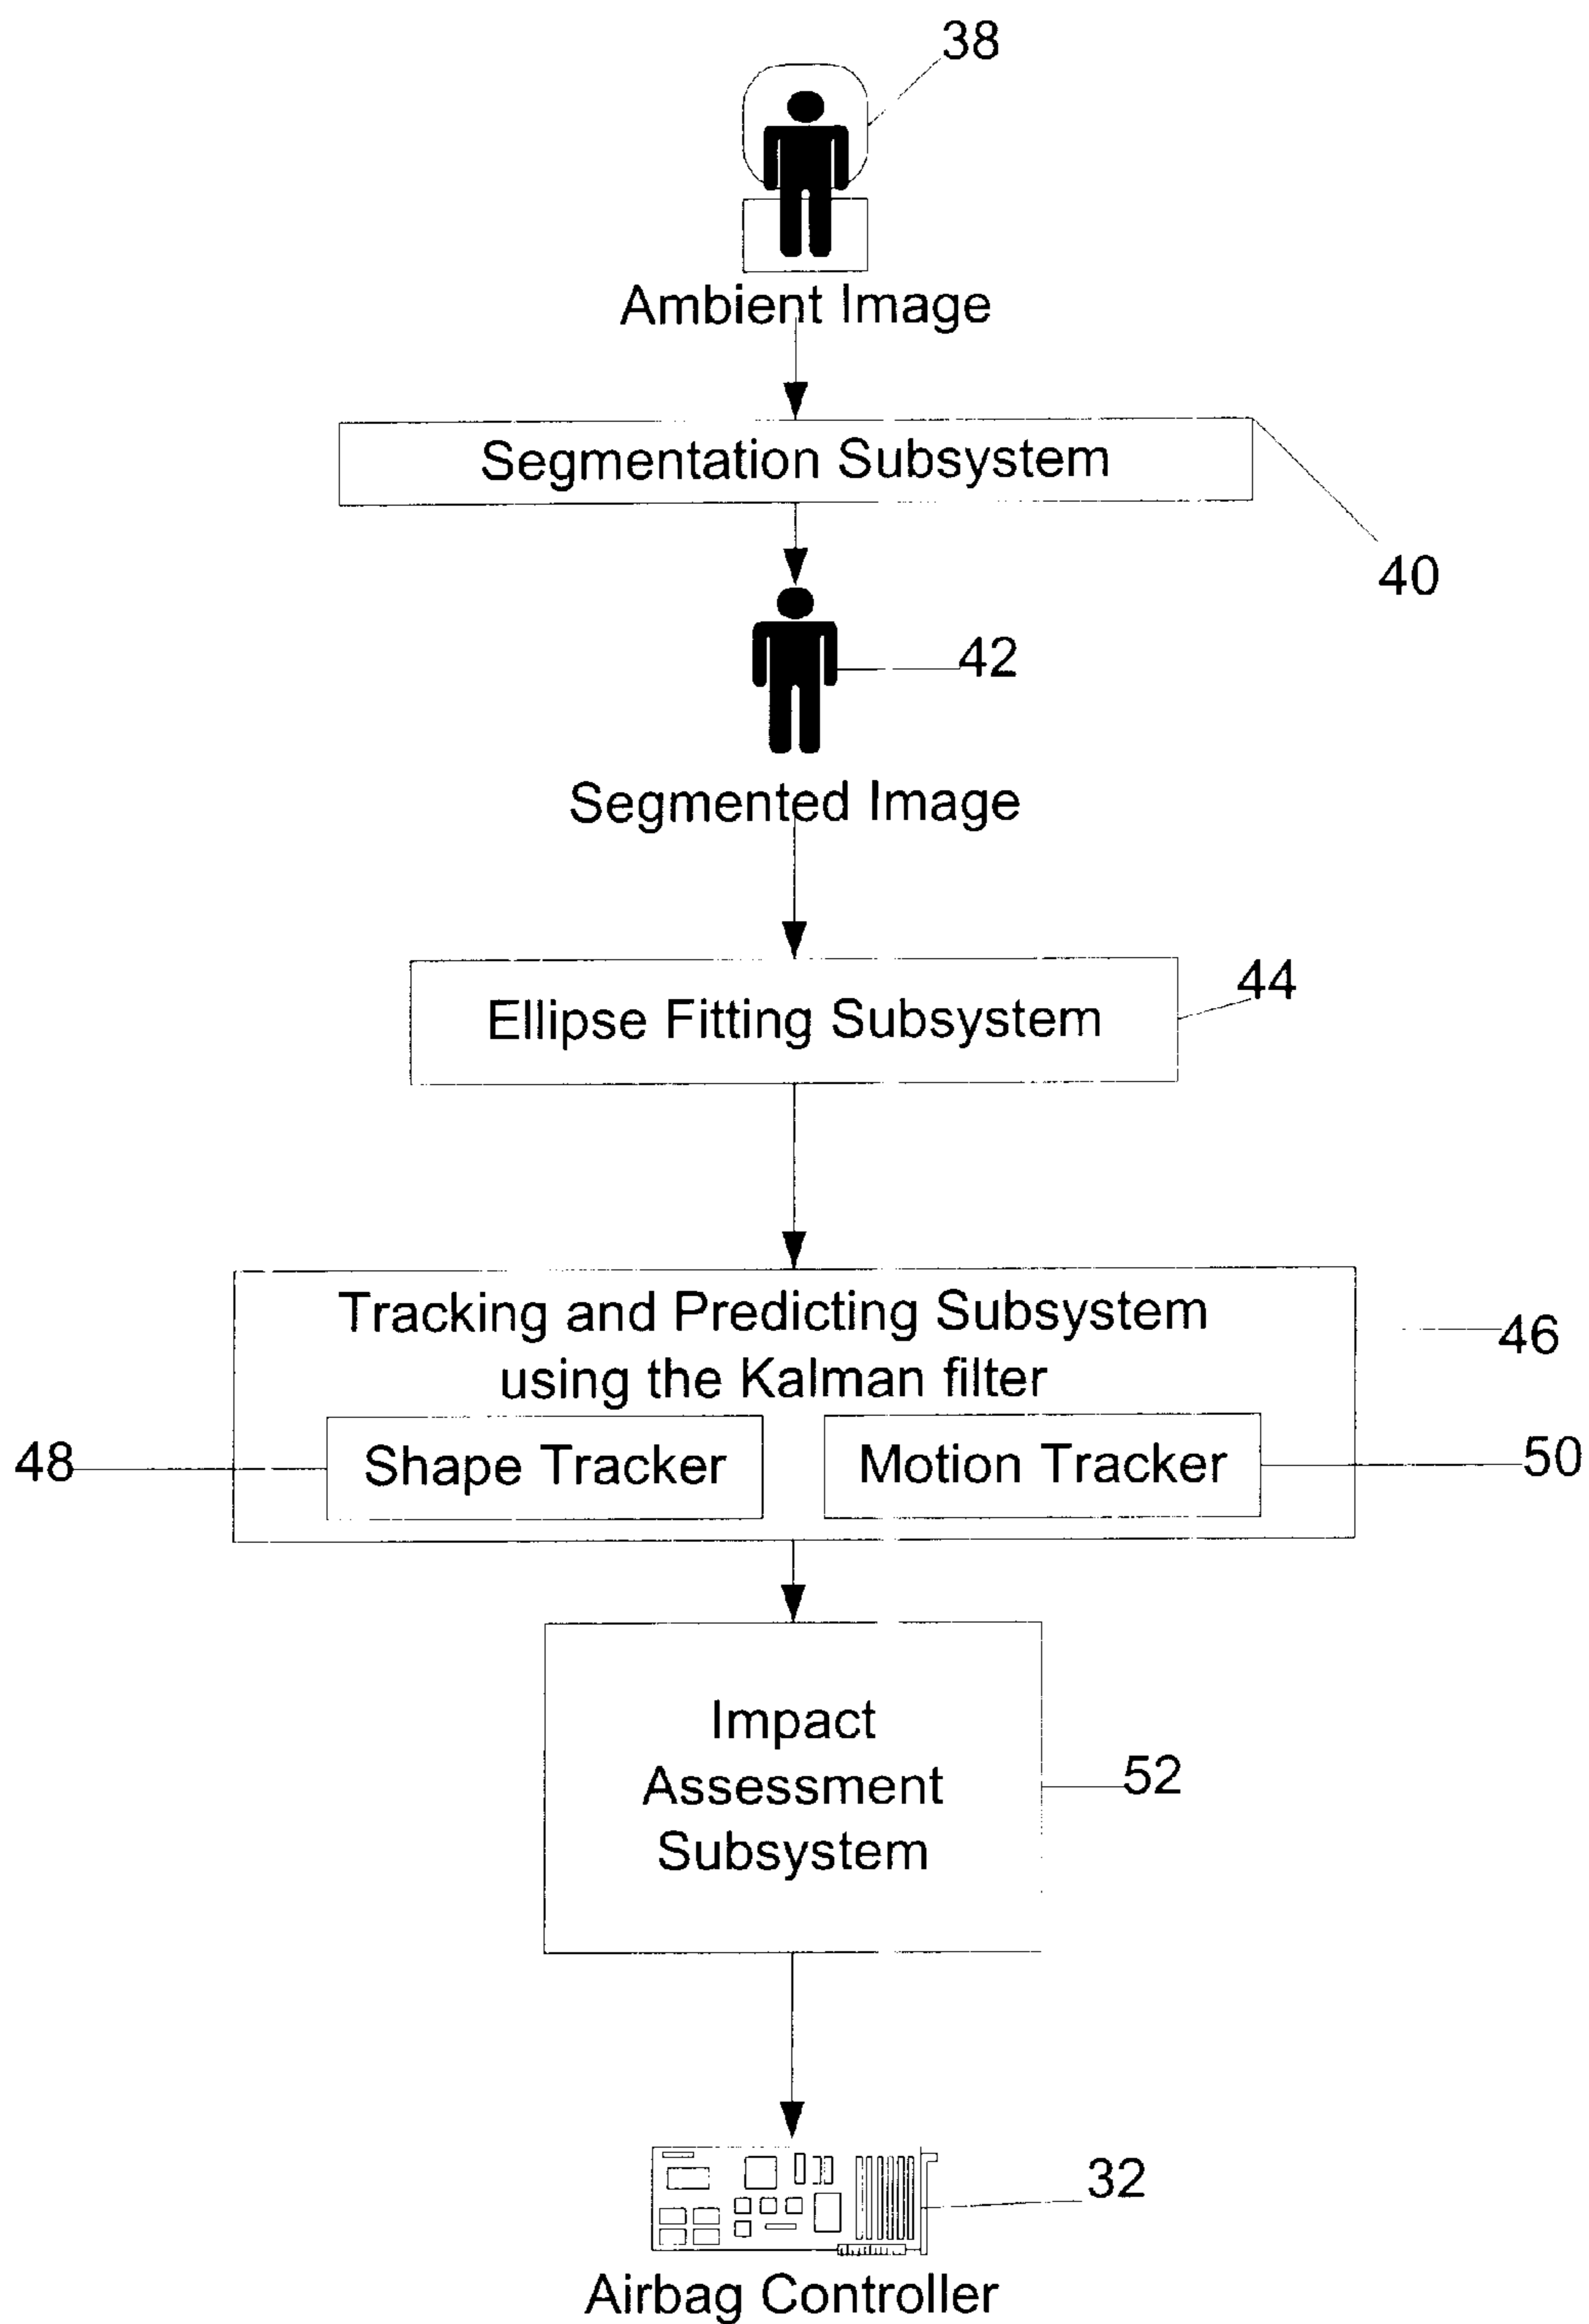 38
Ambient Image
Segmentation Subsystem
40
42
Segmented Image
44
Ellipse Fitting Subsystem
Tracking and Predicting Subsystem
46
using the Kalman filter
48
Shape Tracker
Motion Tracker
50
Impact
Assessment
Subsystem
52
32
Airbag Controller